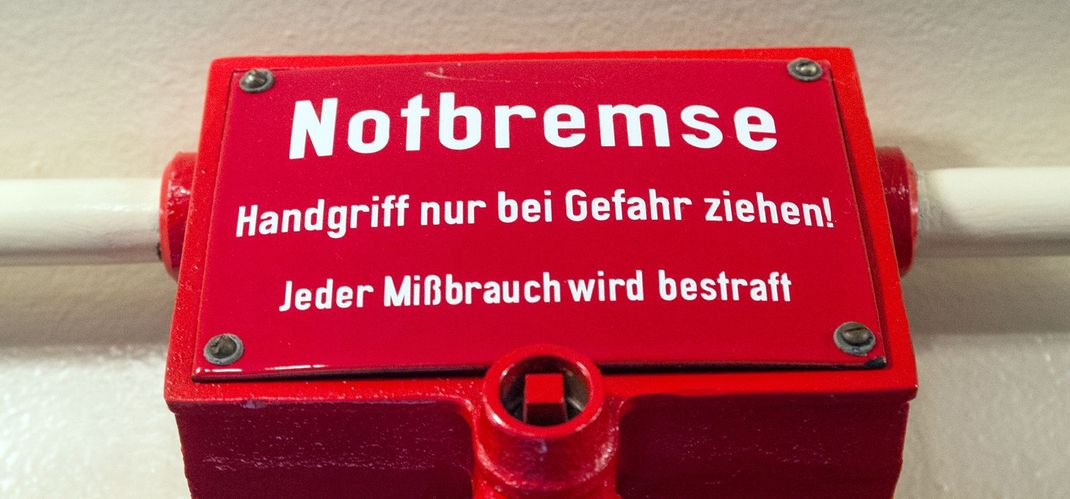 Notbremse
Handgriff nur bei Gefahr ziehen!
Jeder Mißbrauch wird bestraft